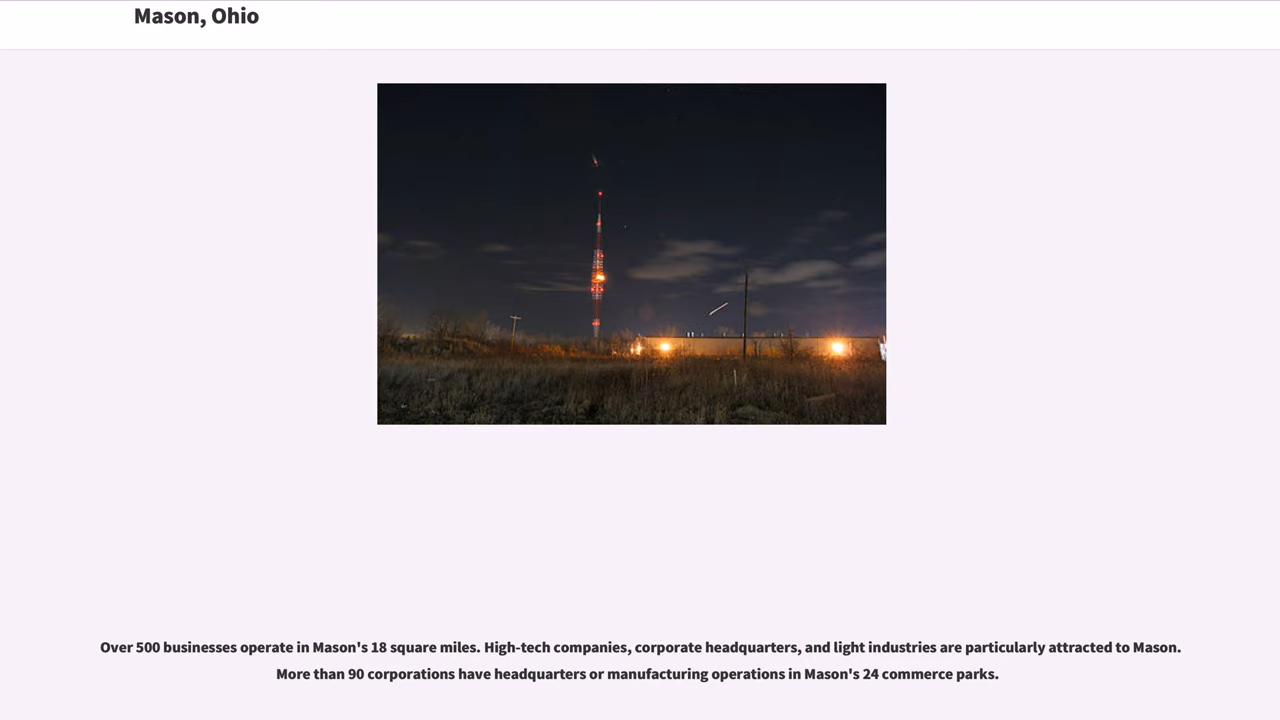 Mason, Ohio
Over 500 businesses operate in Mason's 18 square miles. High-tech companies, corporate headquarters, and light industries are particularly attracted to Mason.
More than 90 corporations have headquarters or manufacturing operations in Mason's 24 commerce parks.